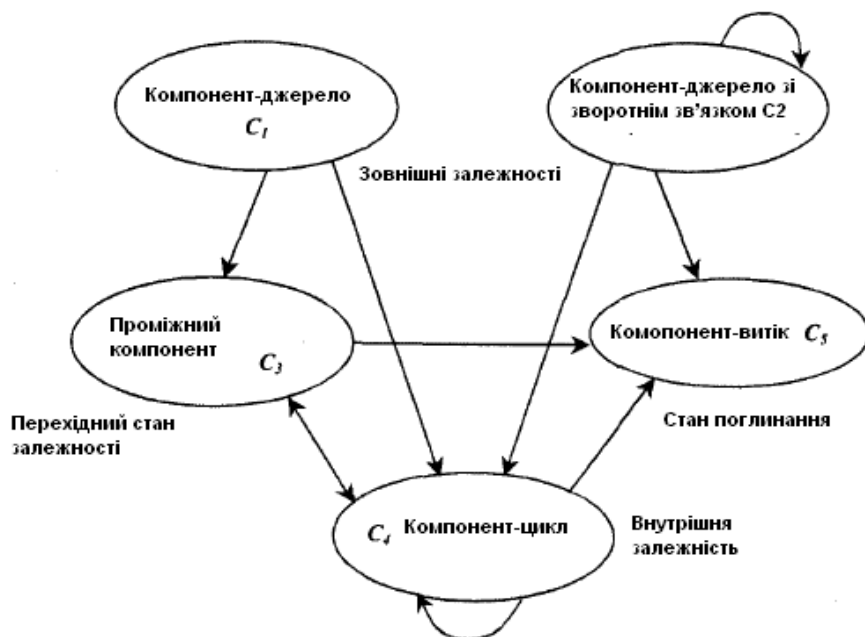 Компонент-джерело
C₁
Компонент-джерело зі
зворотнім зв'язком С2
Зовнішні залежності
Проміжний
компонент
C₃
Комопонент-витік C₅
Перехідний стан
залежності
Стан поглинання
C₄ Компонент-цикл
Внутрішня
залежність